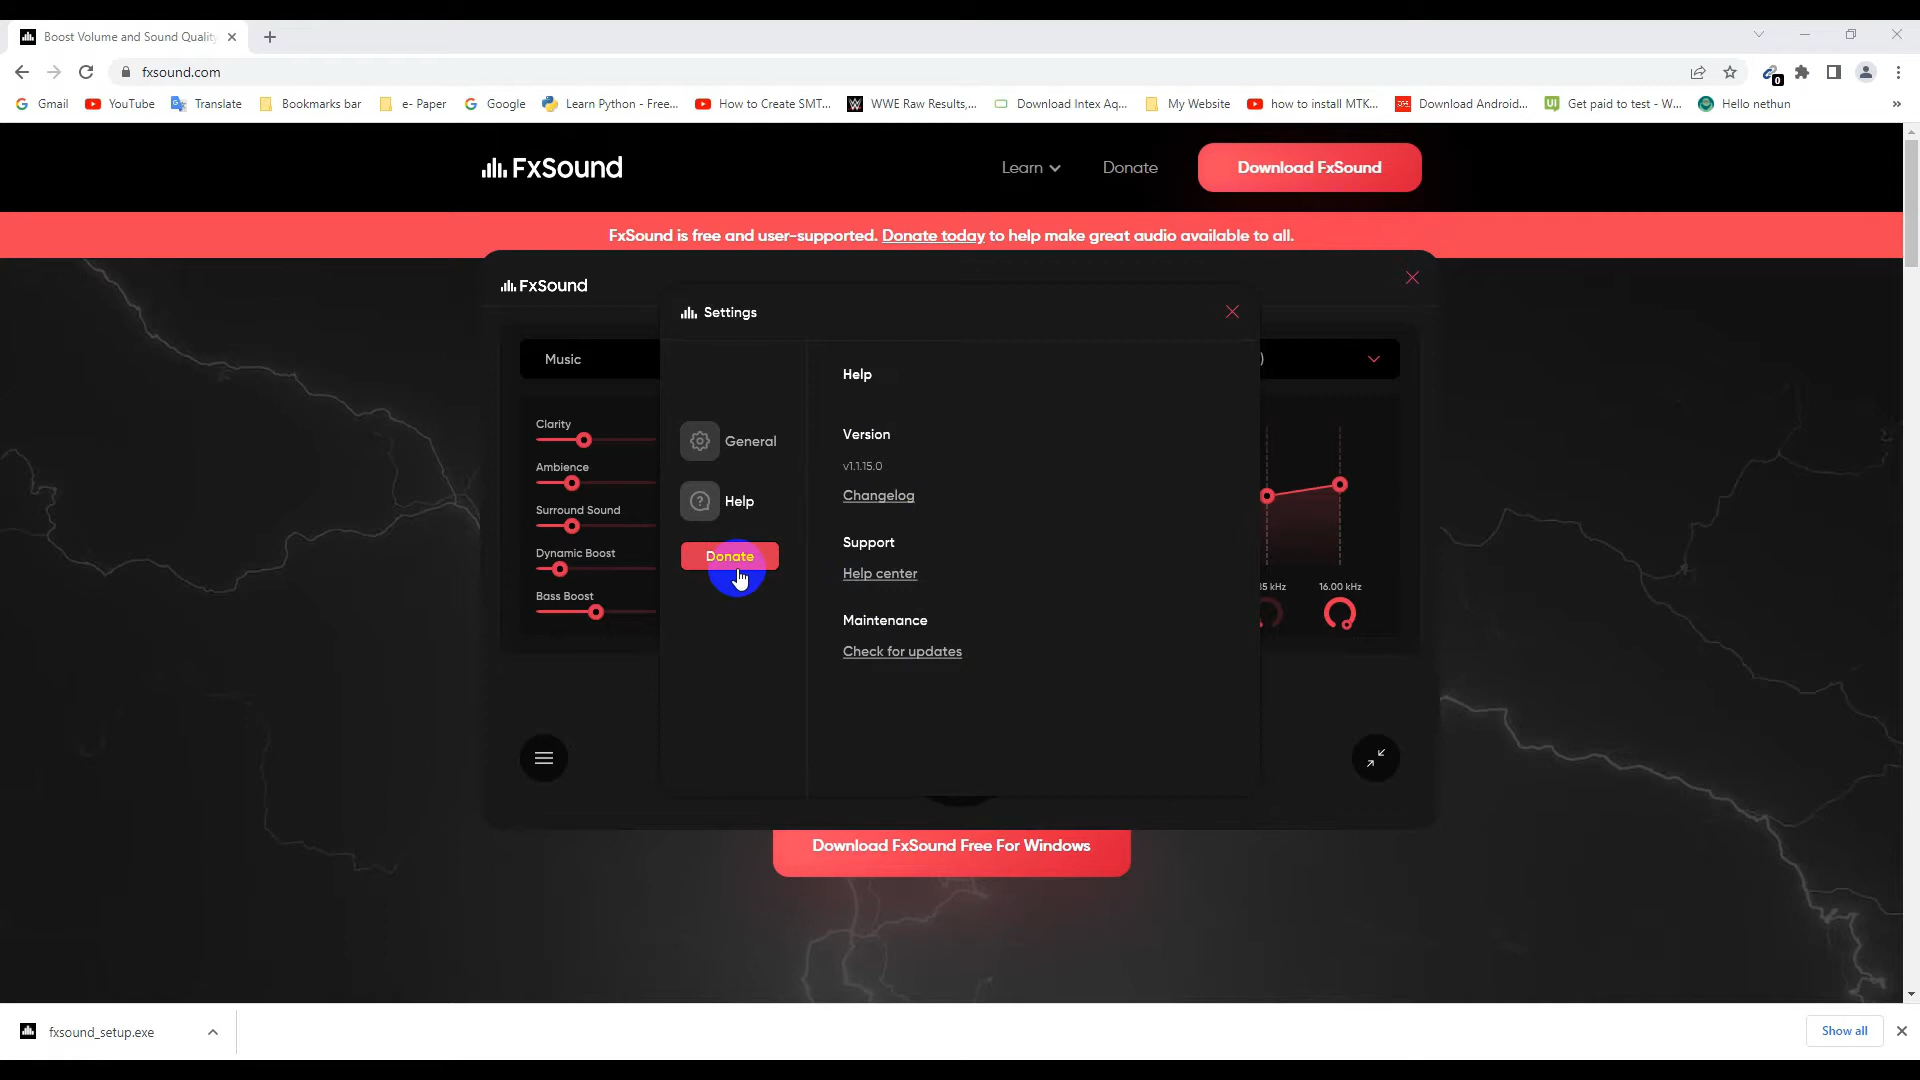 Boost Volume and Sound Quality
fxsound.com
0
Gmail
YouTube
Translate
Bookmarks bar
e- Paper
Google
Learn Python - Free...
How to Create SMT...
WWE Raw Results,...
Download Intex Aq...
My Website
how to install MTK...
Download Android...
Get paid to test - W...
Hello nethun
»
FxSound
Learn
Donate
Download FxSound
FxSound is free and user-supported. Donate today to help make great audio available to all.
FxSound
Settings
Music
)
Help
Clarity
Version
General
v1.1.15.0
Ambience
Changelog
Help
Surround Sound
Support
Dynamic Boost
Donate
Help center
16.00 kHz
Bass Boost
Maintenance
Check for updates
Download FxSound Free For Windows
fxsound_setup.exe
Show all